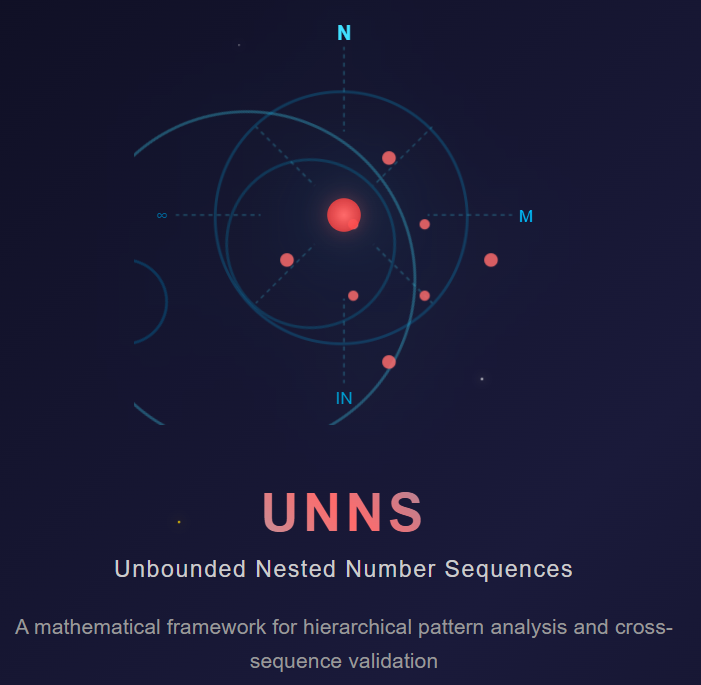 N
∞
M
IN
UNNS
Unbounded Nested Number Sequences
A mathematical framework for hierarchical pattern analysis and cross-
sequence validation